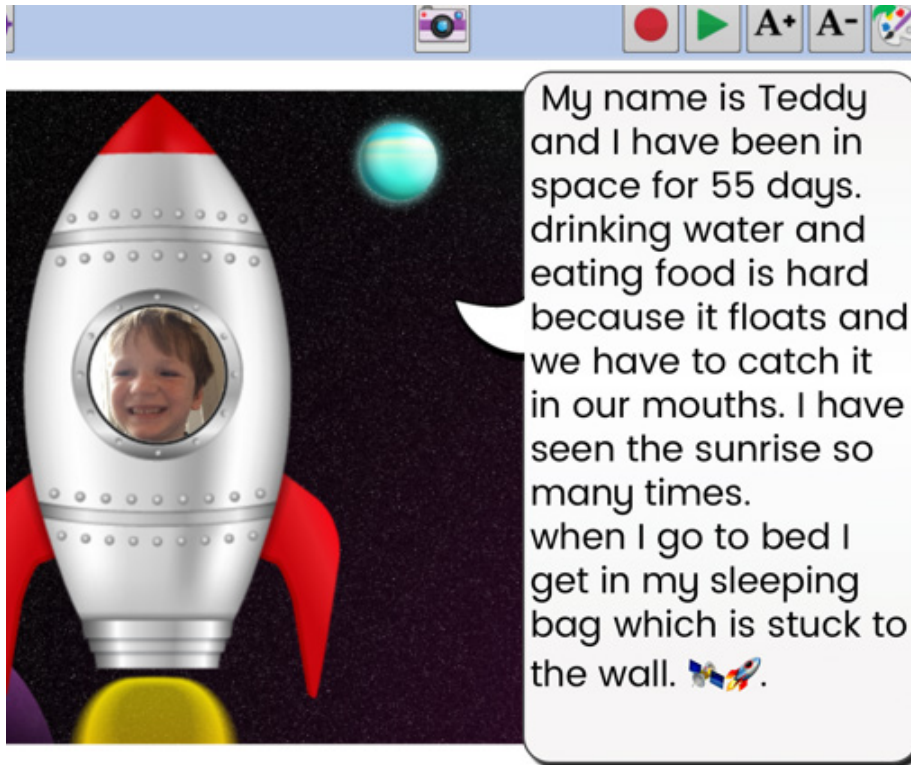 A+ A-
My name is Teddy
and I have been in
space for 55 days.
drinking water and
eating food is hard
because it floats and
we have to catch it
in our mouths. I have
seen the sunrise so
many times.
when I go to bed I
get in my sleeping
bag which is stuck to
the wall. 🛰️🚀.